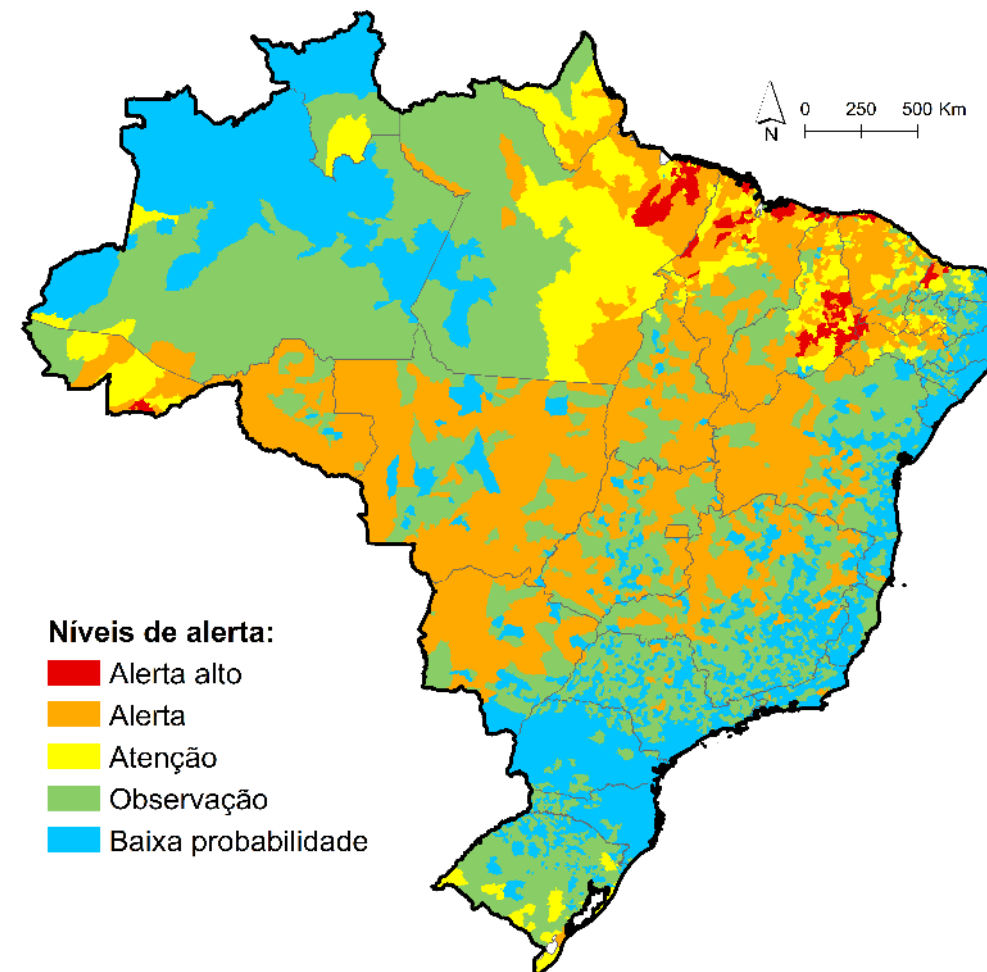 0 250 500 Km
N
Níveis de alerta:
Alerta alto
Alerta
Atenção
Observação
Baixa probabilidade